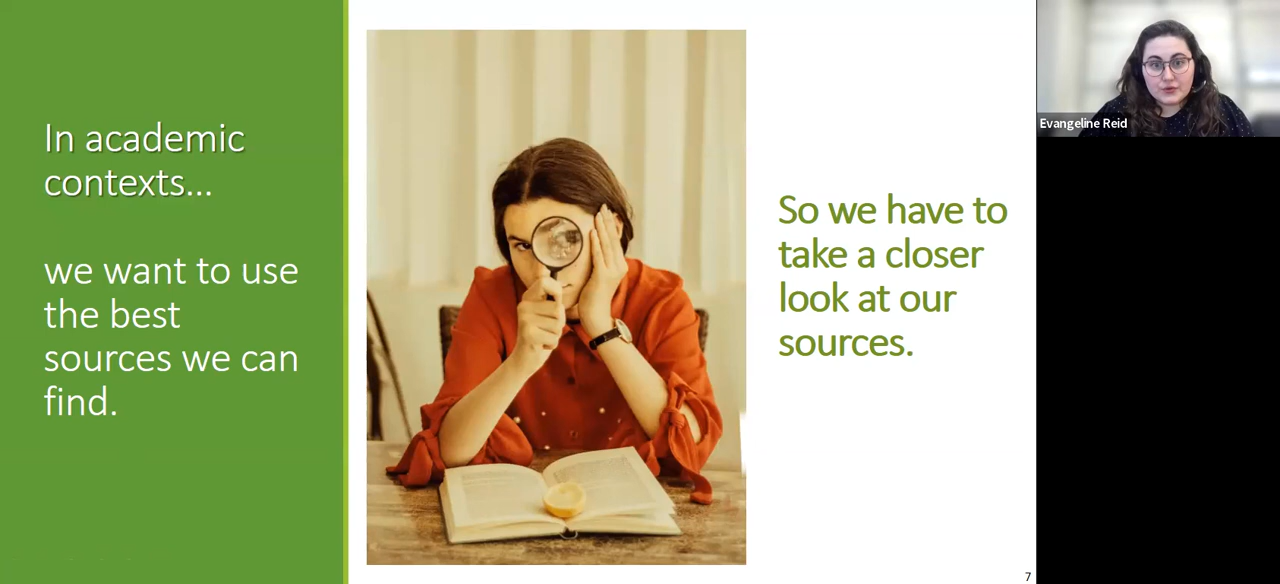 In academic
contexts...
we want to use
the best
sources we can
find.
So we have to
take a closer
look at our
sources.
Evangeline Reid
7